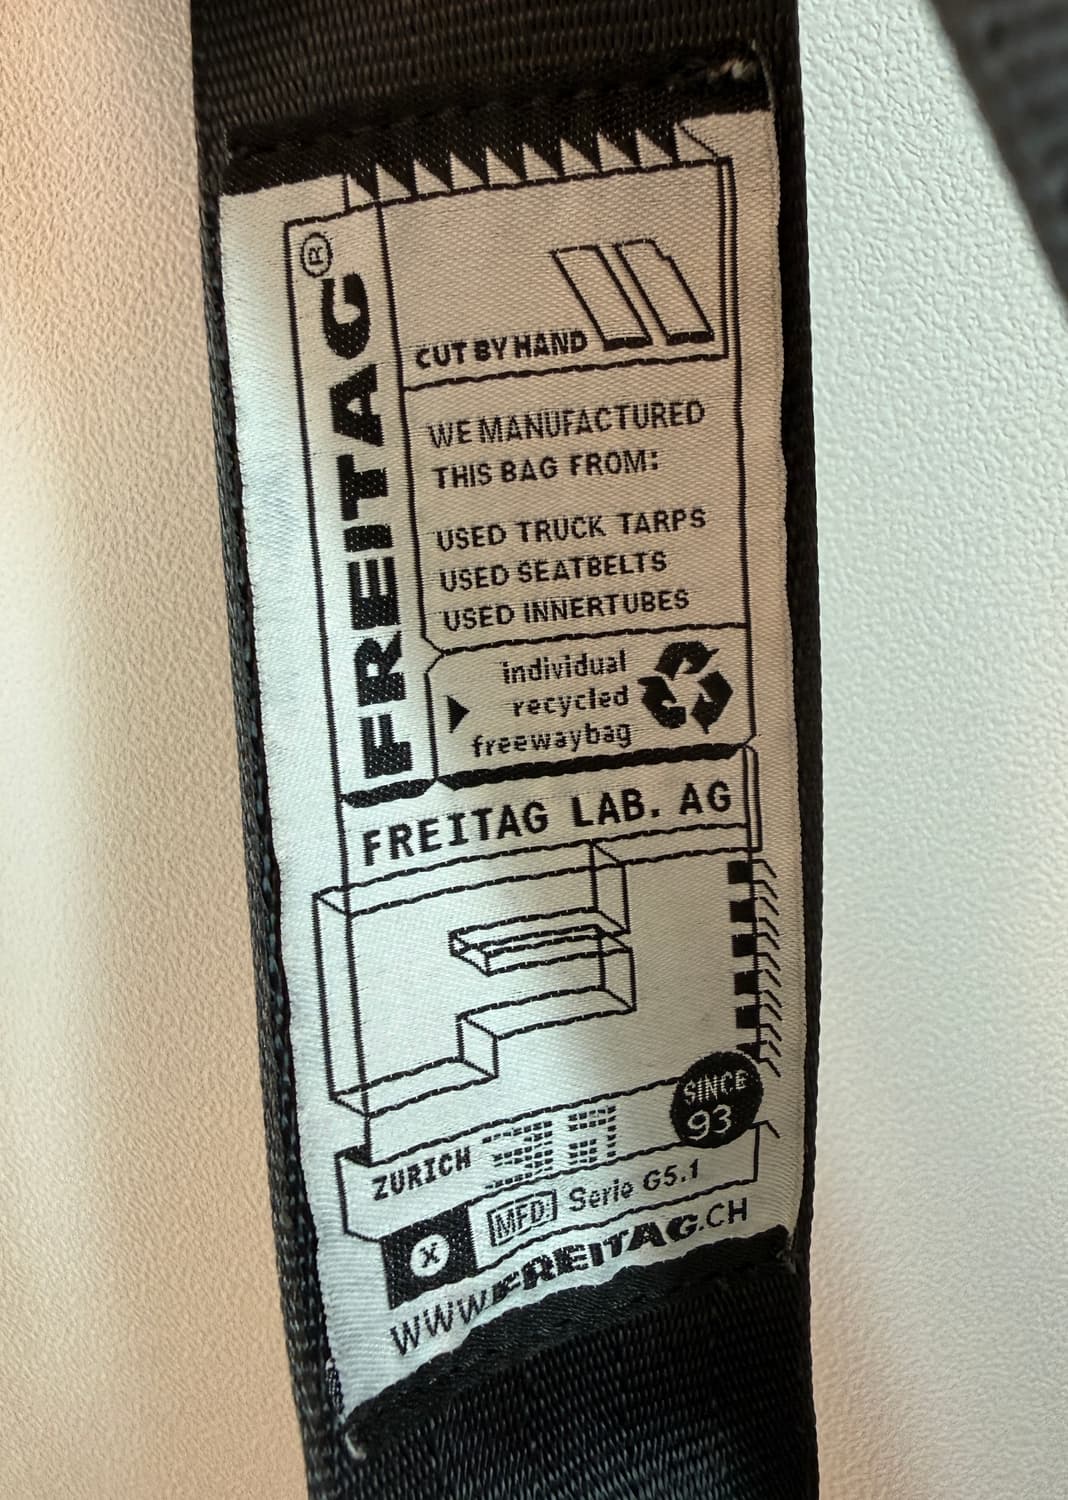 FREITAG®
CUT BY HAND
WE MANUFACTURED
THIS BAG FROM:
USED TRUCK TARPS
USED SEATBELTS
USED INNERTUBES
individual
recycled
freewaybag
FREITAG LAB. AG
F
SINCE
93
ZURICH
MFD: Serie G5.1
X
WWW.FREITAG.CH